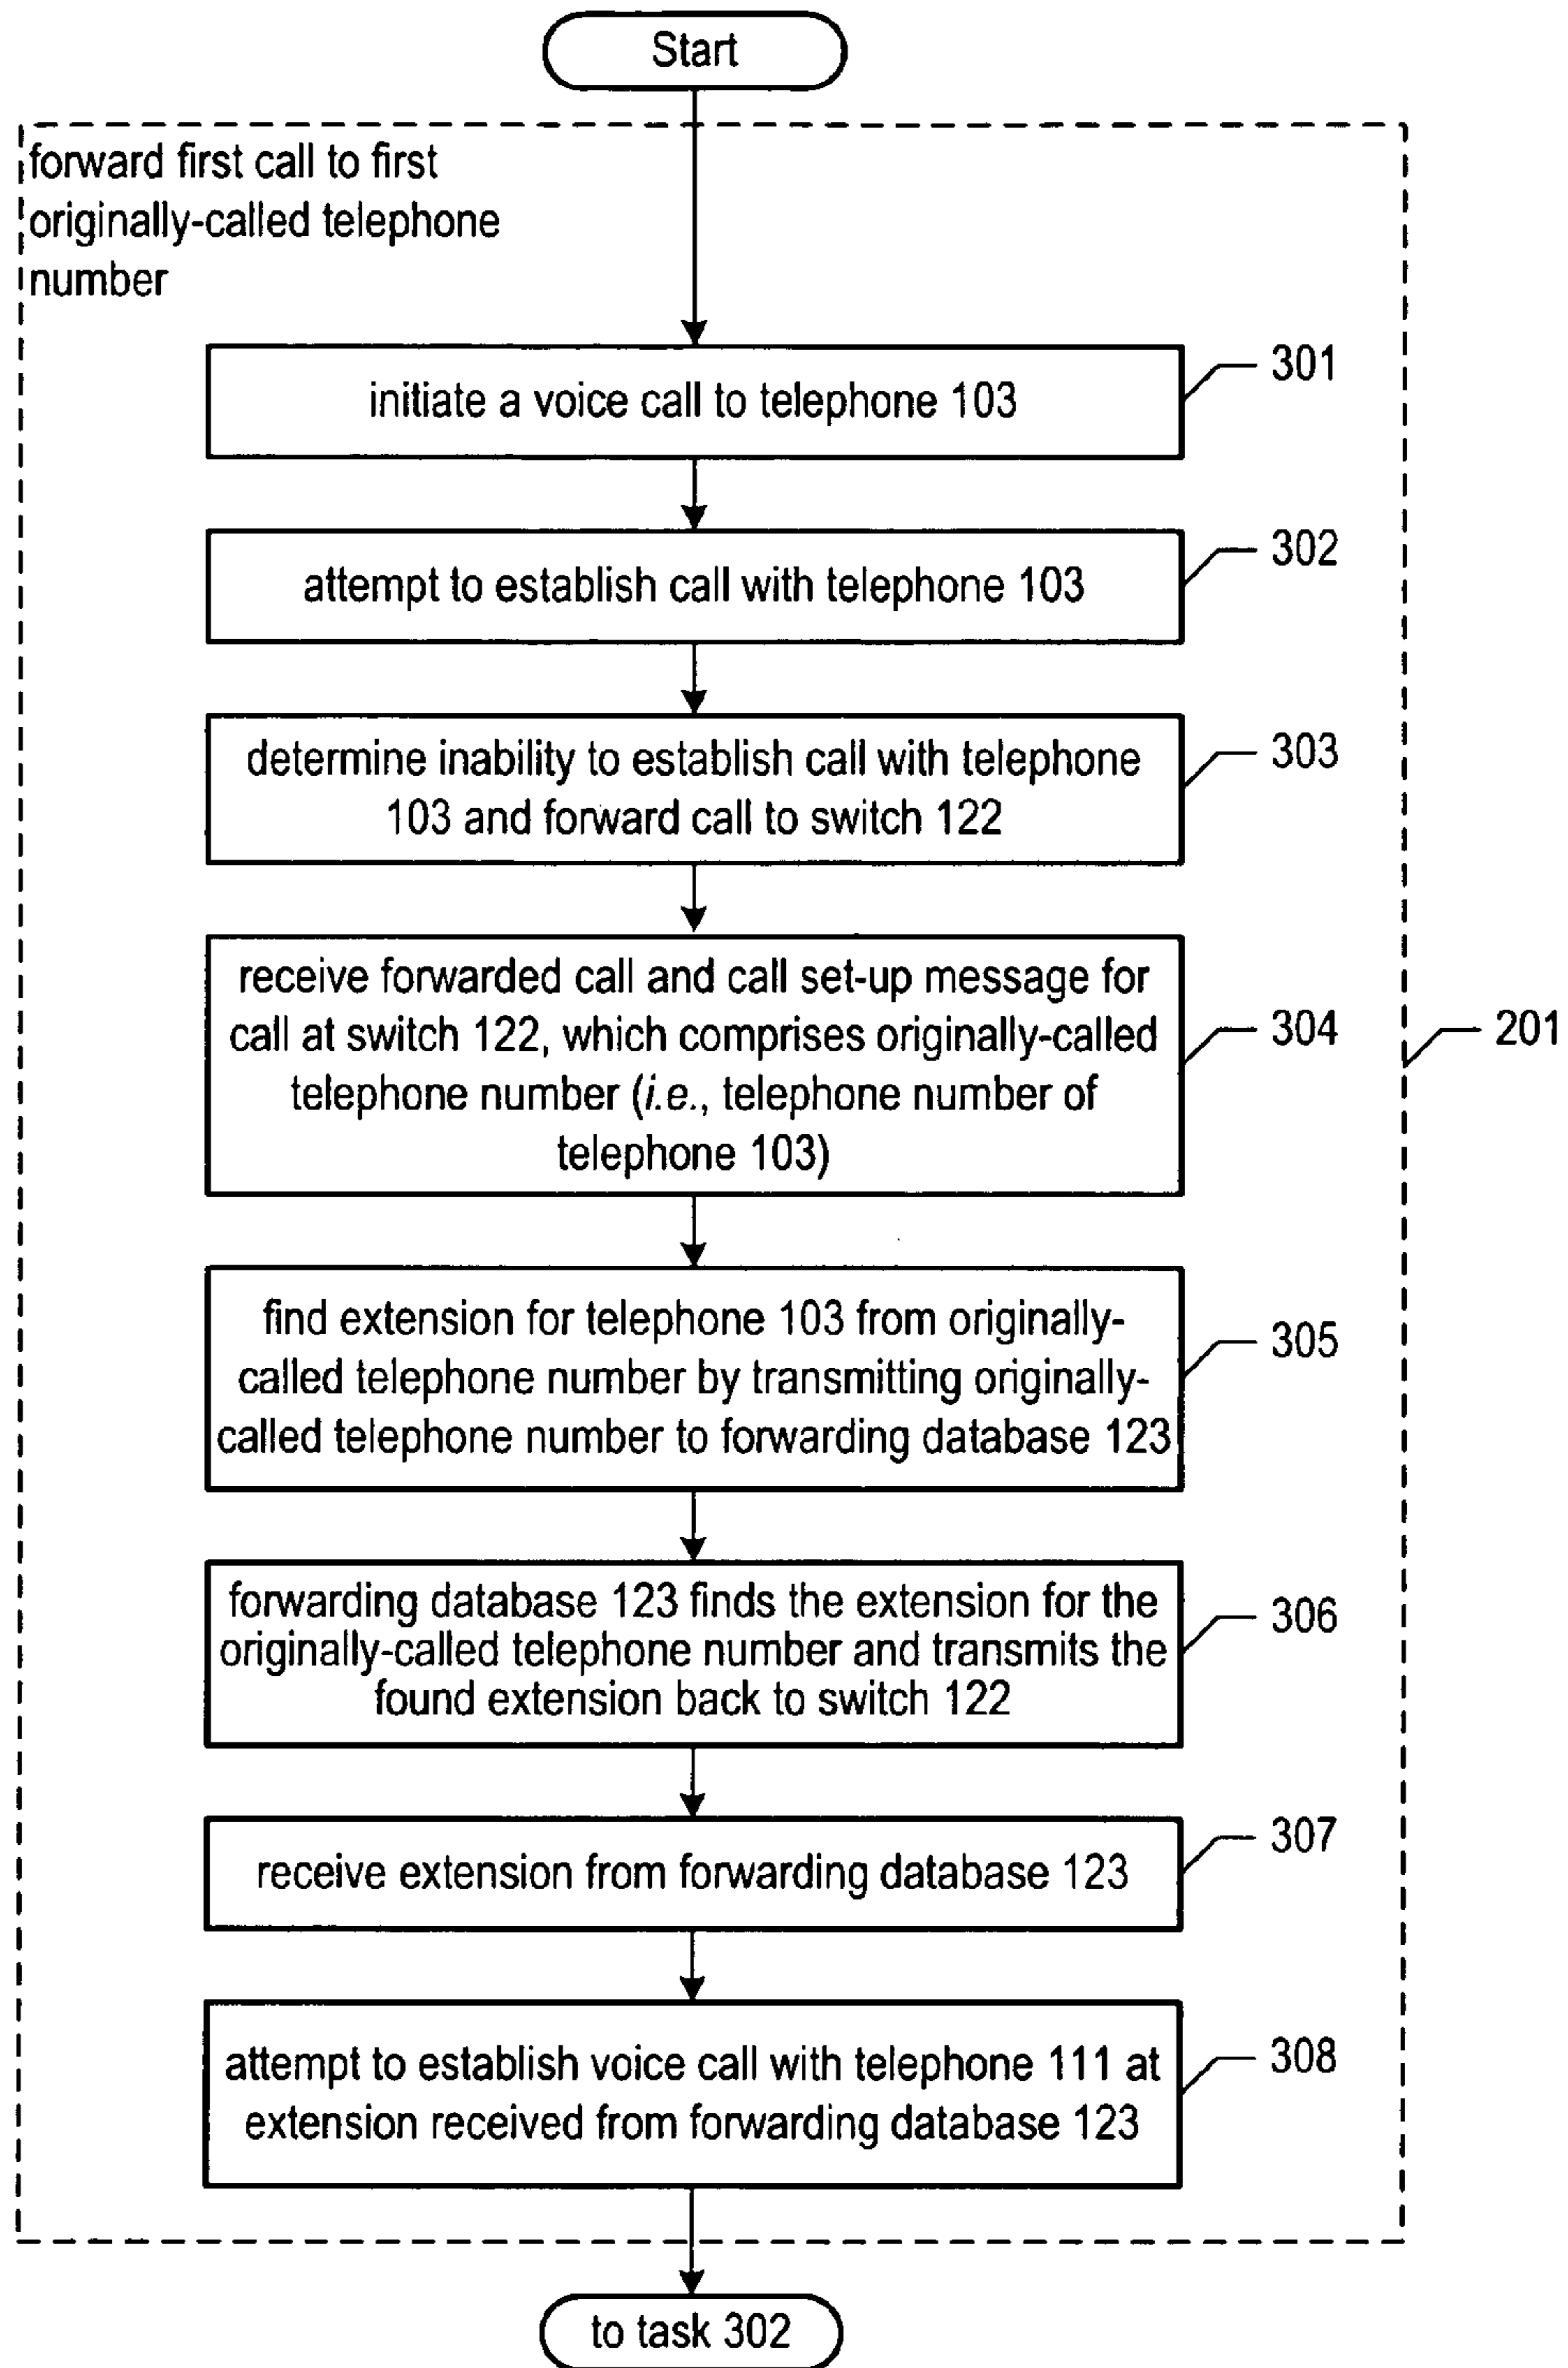 Start
forward first call to first
originally-called telephone
number
initiate a voice call to telephone 103
301
attempt to establish call with telephone 103
302
determine inability to establish call with telephone
103 and forward call to switch 122
303
receive forwarded call and call set-up message for
call at switch 122, which comprises originally-called
telephone number (i.e., telephone number of
telephone 103)
304
201
find extension for telephone 103 from originally-
called telephone number by transmitting originally-
called telephone number to forwarding database 123
305
forwarding database 123 finds the extension for the
originally-called telephone number and transmits the
found extension back to switch 122
306
receive extension from forwarding database 123
307
attempt to establish voice call with telephone 111 at
extension received from forwarding database 123
308
to task 302